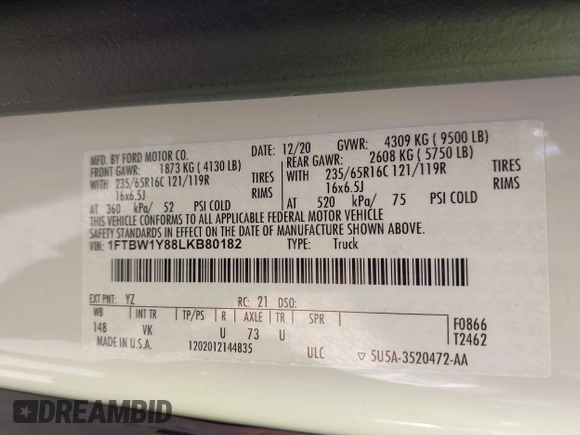 MFD. BY FORD MOTOR CO. DATE: 12/20 GVWR: 4309 KG ( 9500 LB)
FRONT GAWR: 1873 KG ( 4130 LB) REAR GAWR: 2608 KG ( 5750 LB)
WITH 235/65R16C 121/119R TIRES WITH 235/65R16C 121/119R TIRES
16x6.5J RIMS 16x6.5J RIMS
AT 360 kPa/ 52 PSI COLD AT 520 kPa/ 75 PSI COLD
THIS VEHICLE CONFORMS TO ALL APPLICABLE FEDERAL MOTOR VEHICLE
SAFETY STANDARDS IN EFFECT ON THE DATE OF MANUFACTURE SHOWN ABOVE.
VIN: 1FTBW1Y88LKB80182 TYPE: Truck
EXT PNT: YZ RC: 21 DSO:
WB INT TR TP/PS R AXLE TR SPR F0866
148 VK U 73 U T2462
MADE IN U.S.A. 1202012144835 ULC ▽ 5U5A-3520472-AA
DREAMBID